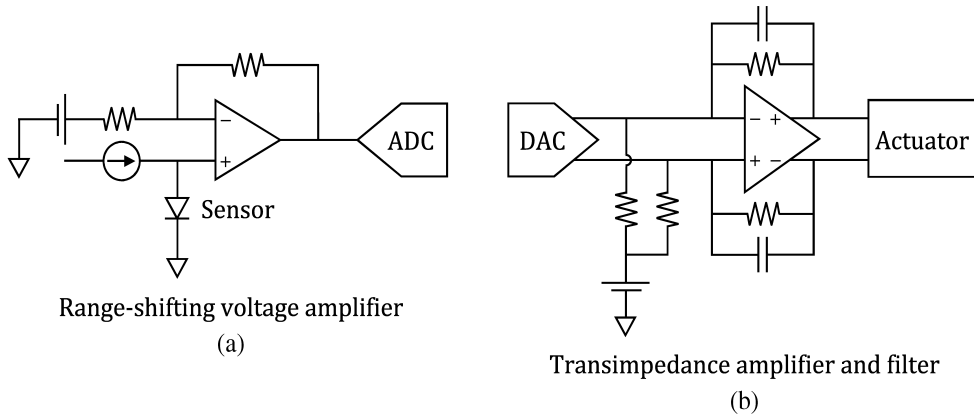 ADC
Sensor
Range-shifting voltage amplifier
(a)
DAC
Actuator
Transimpedance amplifier and filter
(b)